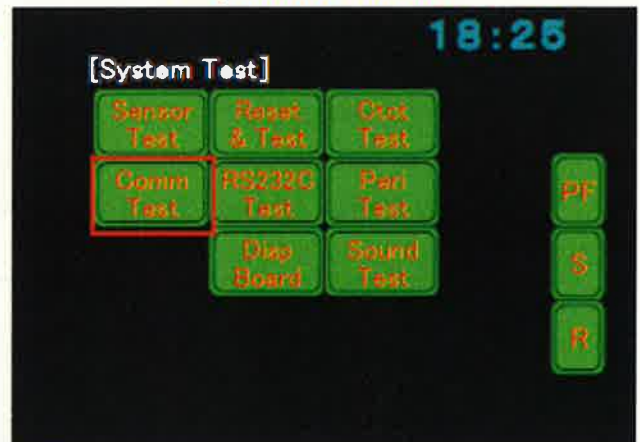 18:25
[System Test]
Sensor Test
Reset & Test
Ctct Test
Comm Test
RS232C Test
Peri Test
PF
Disp Board
Sound Test
S
R